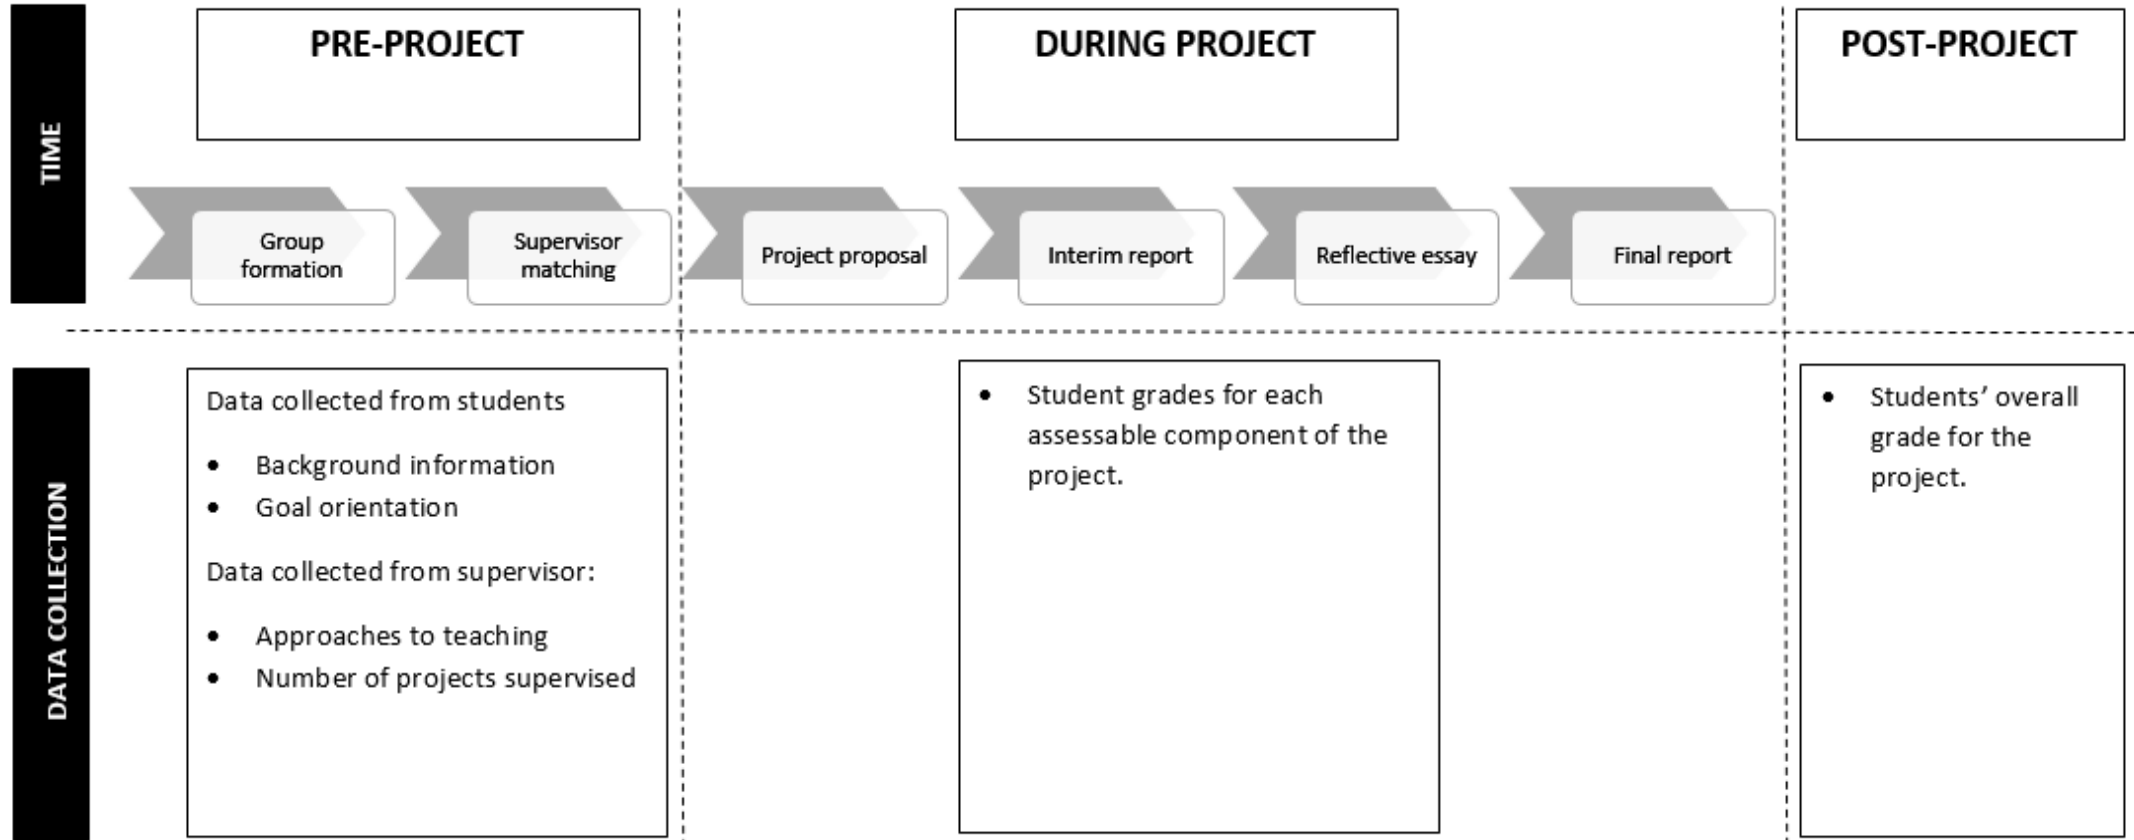 TIME
PRE-PROJECT
DURING PROJECT
POST-PROJECT
Group
formation
Supervisor
matching
Project proposal
Interim report
Reflective essay
Final report
DATA COLLECTION
Data collected from students
• Background information
• Goal orientation
Data collected from supervisor:
• Approaches to teaching
• Number of projects supervised
• Student grades for each
assessable component of the
project.
• Students’ overall
grade for the
project.